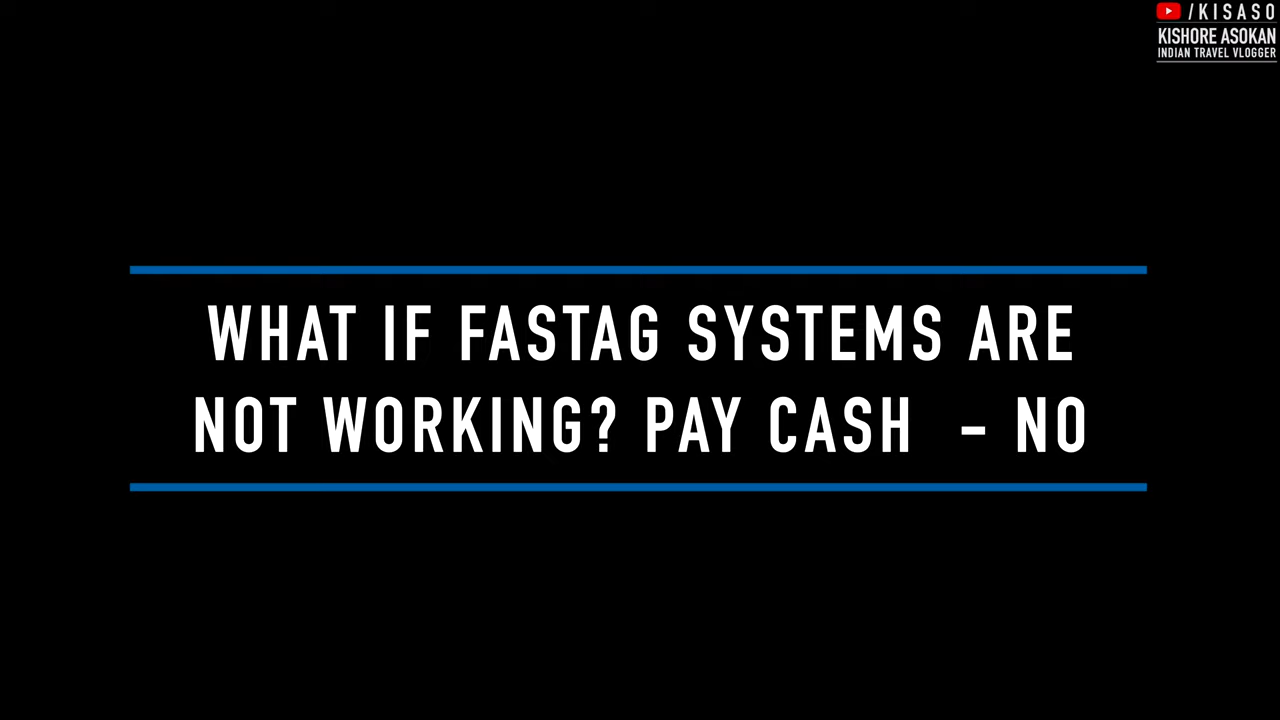 /KISASO
KISHORE ASOKAN
INDIAN TRAVEL VLOGGER
WHAT IF FASTAG SYSTEMS ARE
NOT WORKING? PAY CASH - NO